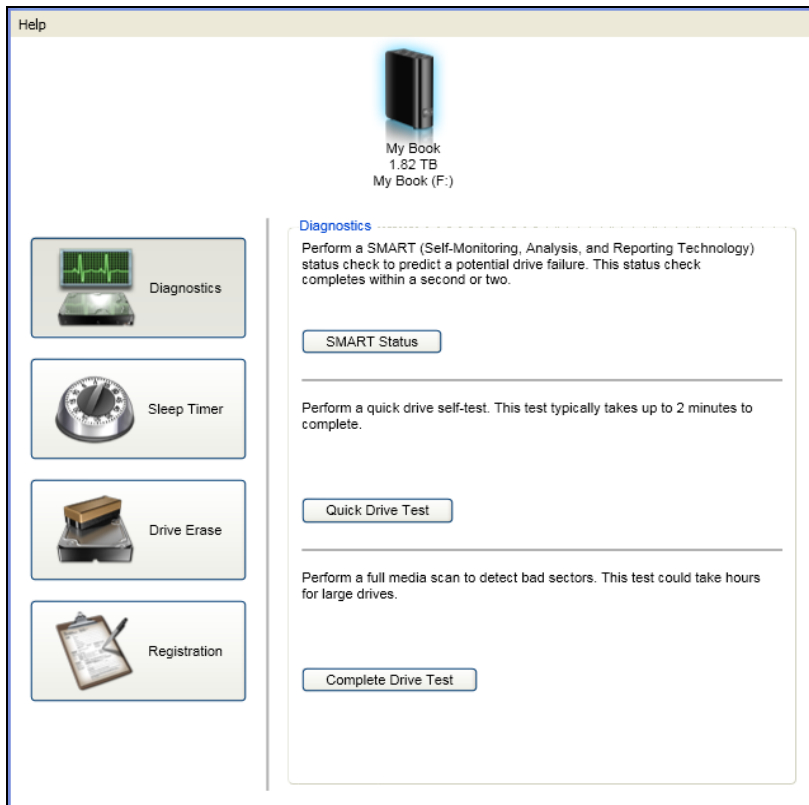 Help
My Book
1.82 TB
My Book (F:)
Diagnostics
Sleep Timer
Drive Erase
Registration
Diagnostics
Perform a SMART (Self-Monitoring, Analysis, and Reporting Technology)
status check to predict a potential drive failure. This status check
completes within a second or two.
SMART Status
Perform a quick drive self-test. This test typically takes up to 2 minutes to
complete.
Quick Drive Test
Perform a full media scan to detect bad sectors. This test could take hours
for large drives.
Complete Drive Test